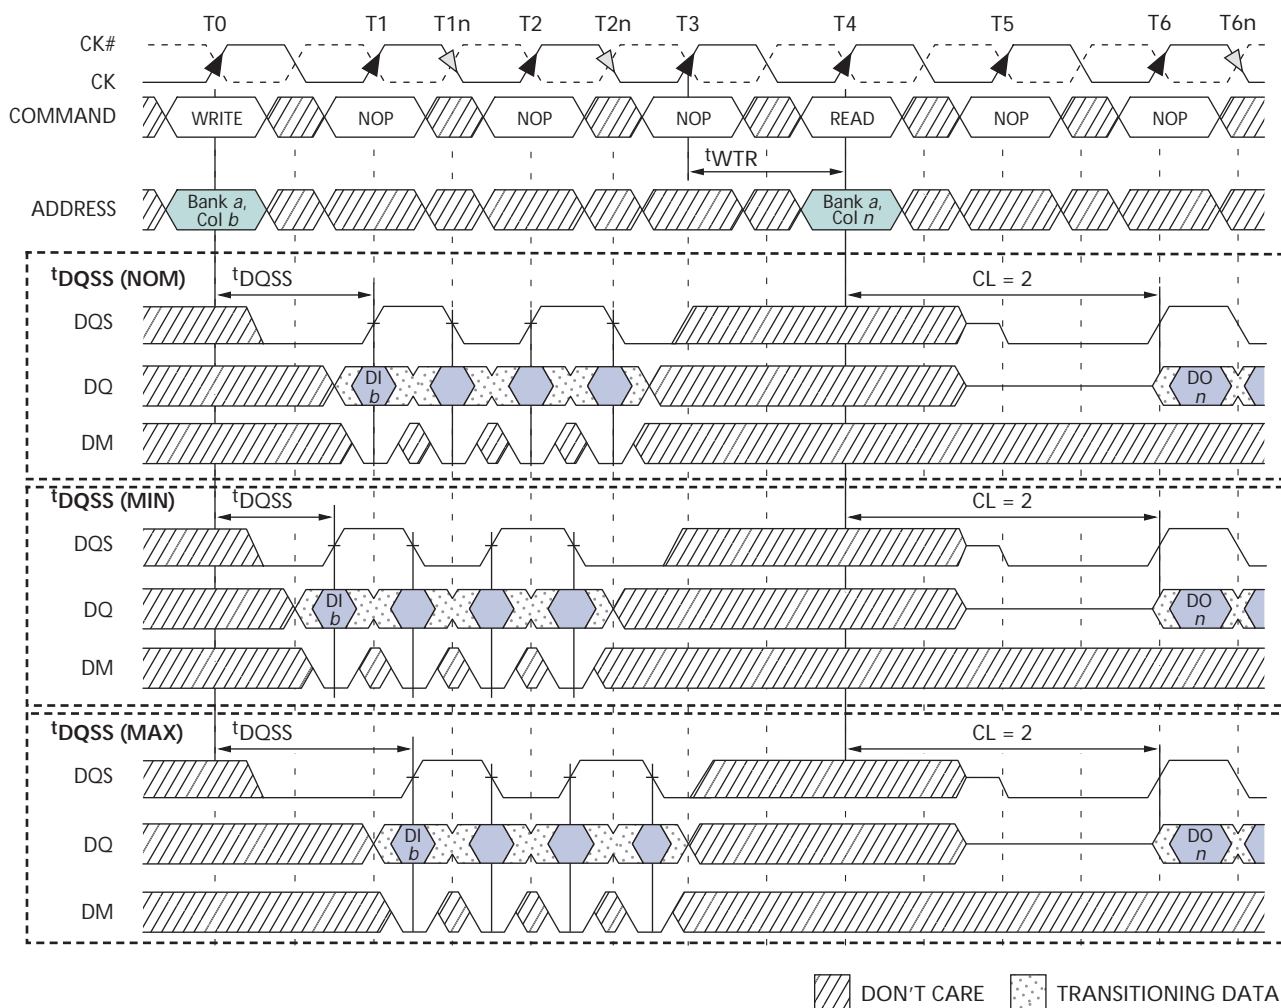 T0 T1 T1n T2 T2n T3 T4 T5 T6 T6n
CK#
CK
COMMAND WRITE NOP NOP NOP READ NOP NOP
tWTR
ADDRESS Bank a, Col b Bank a, Col n
tDQSS (NOM) tDQSS CL = 2
DQS
DQ DI b DO n
DM
tDQSS (MIN) tDQSS CL = 2
DQS
DQ DI b DO n
DM
tDQSS (MAX) tDQSS CL = 2
DQS
DQ DI b DO n
DM
DON'T CARE TRANSITIONING DATA